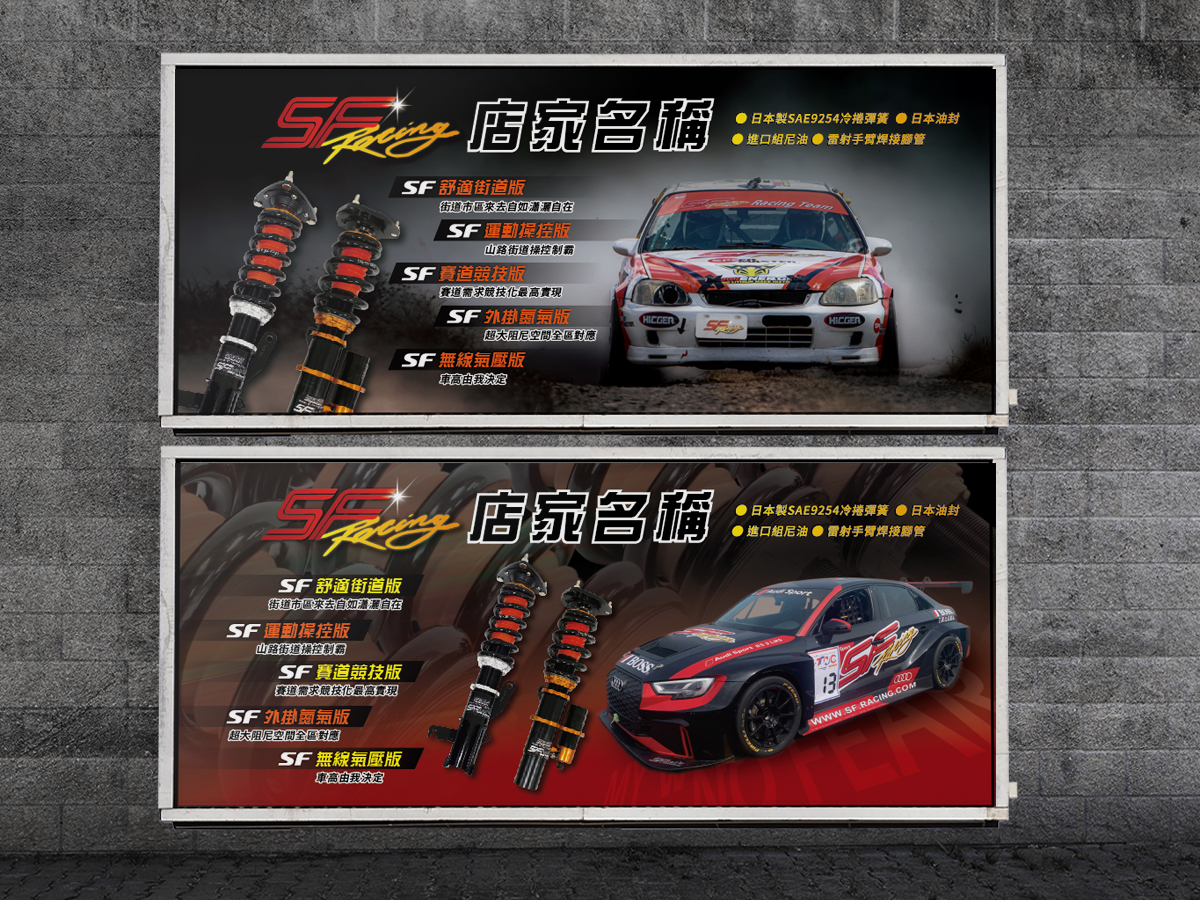 SF Racing 店家名稱
● 日本製SAE9254冷捲彈簧 ● 日本油封
● 進口組尼油 ● 雷射手臂焊接腳管
SF 舒適街道版
街道市區來去自如瀟灑自在
SF 運動操控版
山路街道操控制霸
SF 賽道競技版
賽道需求競技化最高實現
SF 外掛氮氣版
超大阻尼空間全區對應
SF 無線氣壓版
車高由我決定
Racing Team
HICGER
HICGER
SF Racing
SF Racing 店家名稱
● 日本製SAE9254冷捲彈簧 ● 日本油封
● 進口組尼油 ● 雷射手臂焊接腳管
SF 舒適街道版
街道市區來去自如瀟灑自在
SF 運動操控版
山路街道操控制霸
SF 賽道競技版
賽道需求競技化最高實現
SF 外掛氮氣版
超大阻尼空間全區對應
SF 無線氣壓版
車高由我決定
Audi Sport
Audi Sport RS 3 LMS
BOSS
13
SF Racing
WWW.SF.RACING.COM